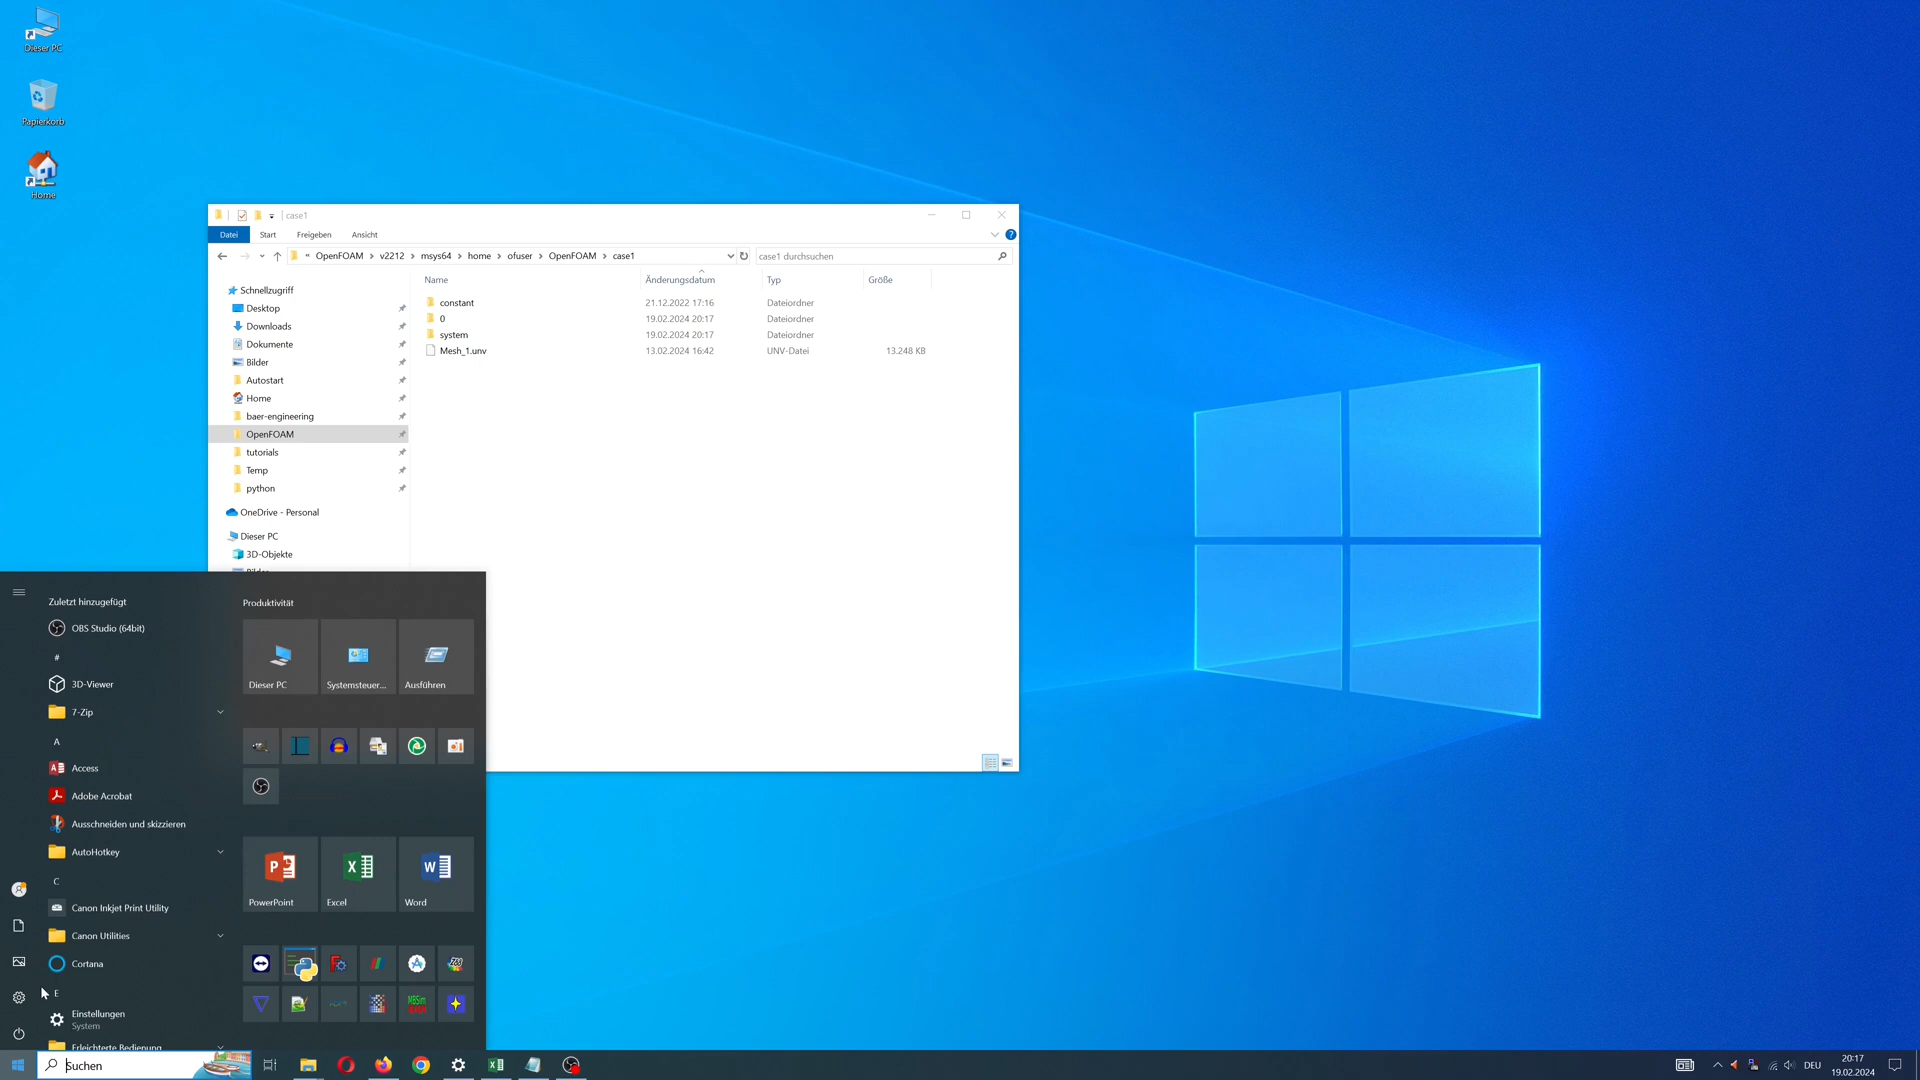 Dieser PC
Papierkorb
Home
case1
Datei
Start
Freigeben
Ansicht
« OpenFOAM › v2212 › msys64 › home › ofuser › OpenFOAM › case1
case1 durchsuchen
Name
Änderungsdatum
Typ
Größe
constant
21.12.2022 17:16
Dateiordner
0
19.02.2024 20:17
Dateiordner
system
19.02.2024 20:17
Dateiordner
Mesh_1.unv
13.02.2024 16:42
UNV-Datei
13.248 KB
Schnellzugriff
Desktop
Downloads
Dokumente
Bilder
Autostart
Home
baer-engineering
OpenFOAM
tutorials
Temp
python
OneDrive - Personal
Dieser PC
3D-Objekte
Zuletzt hinzugefügt
OBS Studio (64bit)
#
3D-Viewer
7-Zip
A
Access
Adobe Acrobat
Ausschneiden und skizzieren
AutoHotkey
C
Canon Inkjet Print Utility
Canon Utilities
Cortana
E
Einstellungen
System
Erleichterte Bedienung
Produktivität
Dieser PC
Systemsteuer...
Ausführen
PowerPoint
Excel
Word
MBSim
Suchen
DEU
20:17
19.02.2024